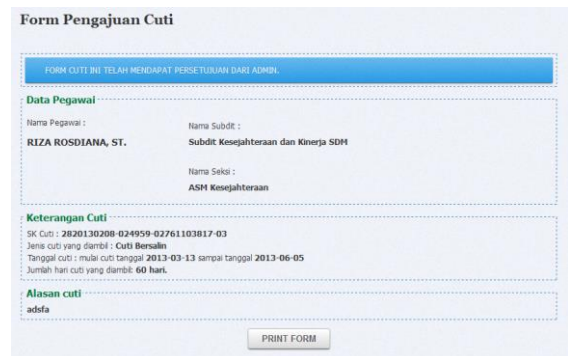 Form Pengajuan Cuti
FORM CUTI INI TELAH MENDAPAT PERSETUJUAN DARI ADMIN.
Data Pegawai
Nama Pegawai :
RIZA ROSDIANA, ST.
Nama Subdit :
Subdit Kesejahteraan dan Kinerja SDM
Nama Seksi :
ASM Kesejahteraan
Keterangan Cuti
SK Cuti : 2820130208-024959-02761103817-03
Jenis cuti yang diambil : Cuti Bersalin
Tanggal cuti : mulai cuti tanggal 2013-03-13 sampai tanggal 2013-06-05
Jumlah hari cuti yang diambil: 60 hari.
Alasan cuti
adsfa
PRINT FORM